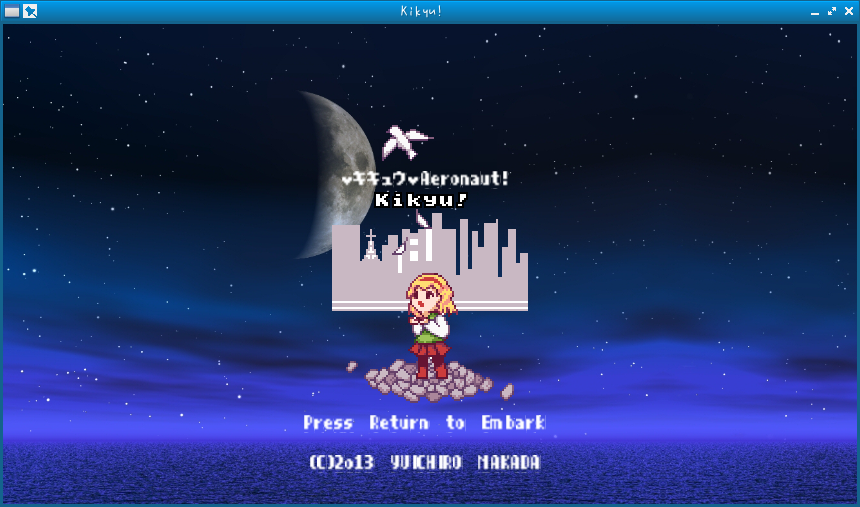 Kikyu!
♥キキュウ♥Aeronaut!
Kikyu!
Press Return to Embark
(C)2o13 YUICHIRO NAKADA